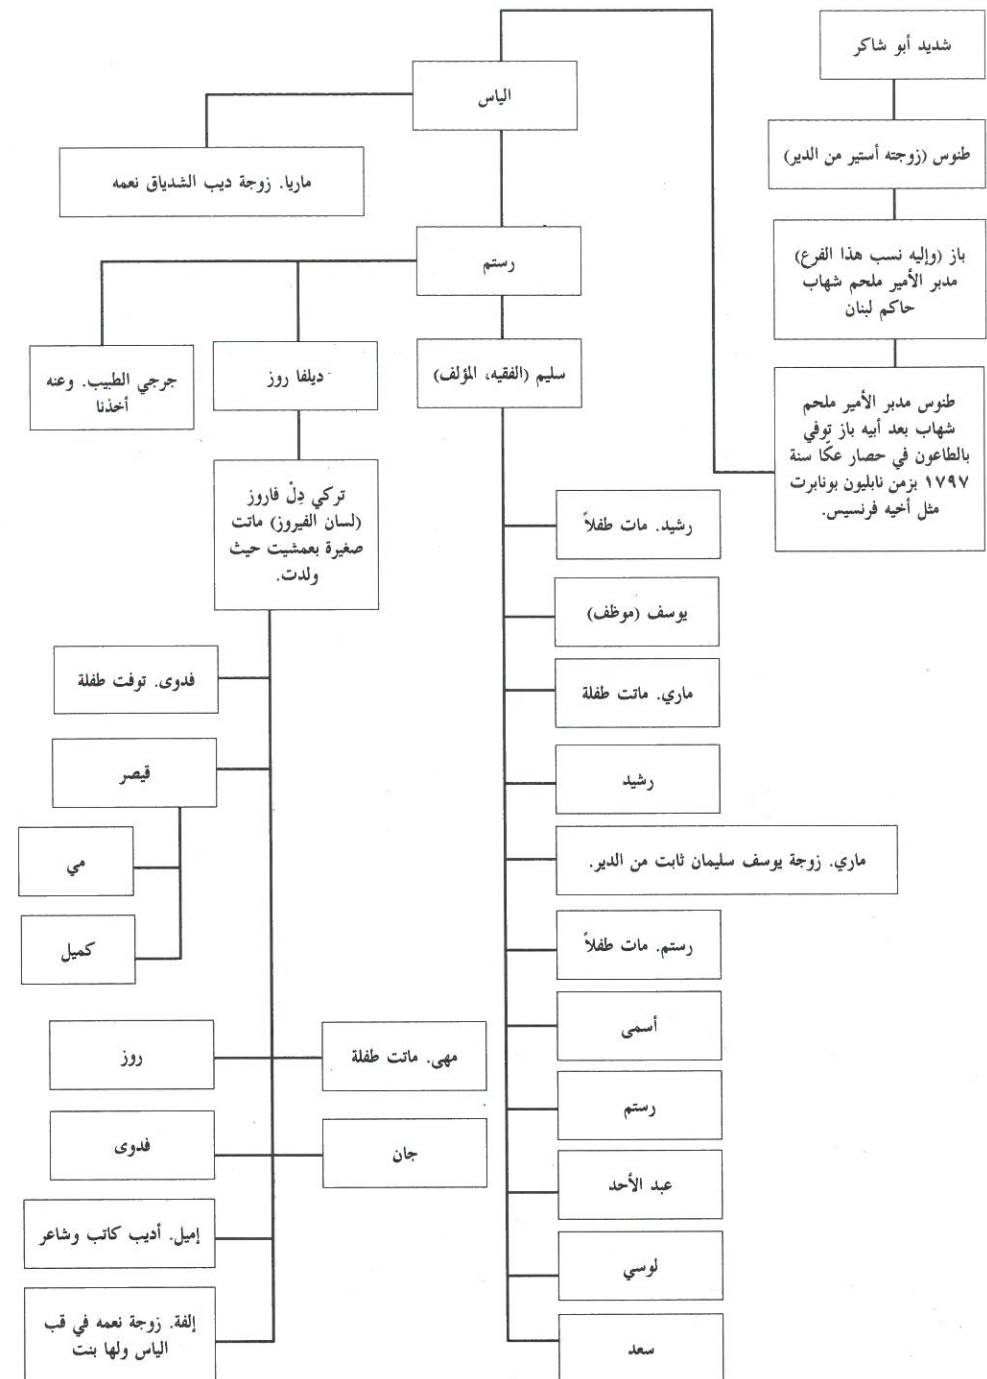 شديد أبو شاكر
طنوس (زوجته أستير من الدير)
باز (وإليه نسب هذا الفرع)
مدبر الأمير ملحم شهاب
حاكم لبنان
طنوس مدبر الأمير ملحم
شهاب بعد أبيه باز توفي
بالطاعون في حصار عكّا سنة
١٧٩٧ بزمن نابليون بونابرت
مثل أخيه فرنسيس.
الياس
ماريا. زوجة ديب الشدياق نعمه
رستم
سليم (الفقيه، المؤلف)
ديلفا روز
جرجي الطبيب. وعنه
أخذنا
تركي دِلْ فاروز
(لسان الفيروز) ماتت
صغيرة بعمشيت حيث
ولدت.
رشيد. مات طفلاً
يوسف (موظف)
ماري. ماتت طفلة
رشيد
ماري. زوجة يوسف سليمان ثابت من الدير.
رستم. مات طفلاً
أسمى
رستم
عبد الأحد
لوسي
سعد
فدوى. توفت طفلة
قيصر
مي
كميل
مهى. ماتت طفلة
روز
جان
فدوى
إميل. أديب كاتب وشاعر
إلفة. زوجة نعمه في قب
الياس ولها بنت